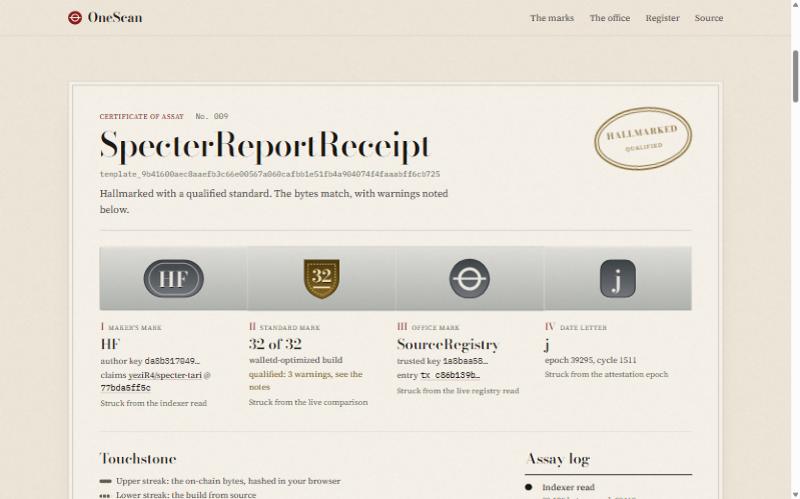 OneScan
The marks
The office
Register
Source
CERTIFICATE OF ASSAY No. 009
SpecterReportReceipt
HALLMARKED
QUALIFIED
Hallmarked with a qualified standard. The bytes match, with warnings noted
below.
HF
32
j
I MAKER'S MARK
HF
author key da8b317049…
claims yeziR4/specter-tari @
77bda5ff5c
Struck from the indexer read
II STANDARD MARK
32 of 32
walletd-optimized build
qualified: 3 warnings, see the
notes
Struck from the live comparison
III OFFICE MARK
SourceRegistry
trusted key 1a8baa58…
entry tx c86b139b…
Struck from the live registry read
IV DATE LETTER
j
epoch 39295, cycle 1511
Struck from the attestation epoch
Touchstone
Upper streak: the on-chain bytes, hashed in your browser
Lower streak: the build from source
Assay log
Indexer read